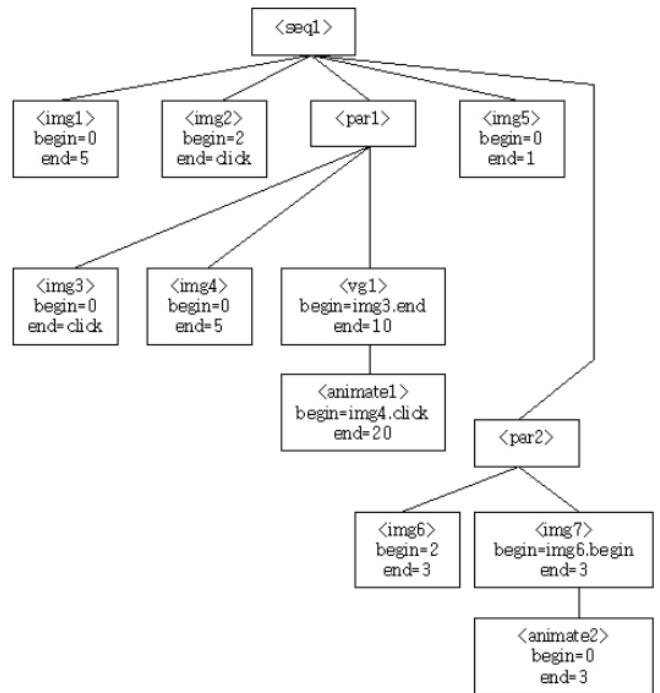 <seq1>
<img1>
begin=0
end=5
<img2>
begin=2
end=click
<par1>
<img5>
begin=0
end=1
<img3>
begin=0
end=click
<img4>
begin=0
end=5
<vg1>
begin=img3.end
end=10
<animate1>
begin=img4.click
end=20
<par2>
<img6>
begin=2
end=3
<img7>
begin=img6.begin
end=3
<animate2>
begin=0
end=3